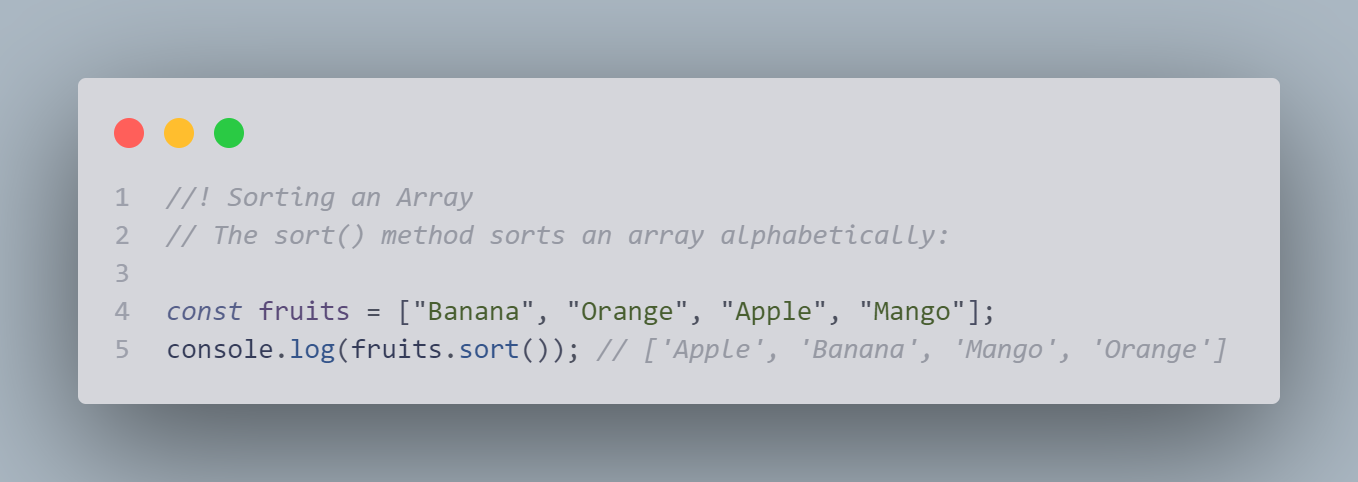 1 //! Sorting an Array
2 // The sort() method sorts an array alphabetically:
3
4 const fruits = ["Banana", "Orange", "Apple", "Mango"];
5 console.log(fruits.sort()); // ['Apple', 'Banana', 'Mango', 'Orange']